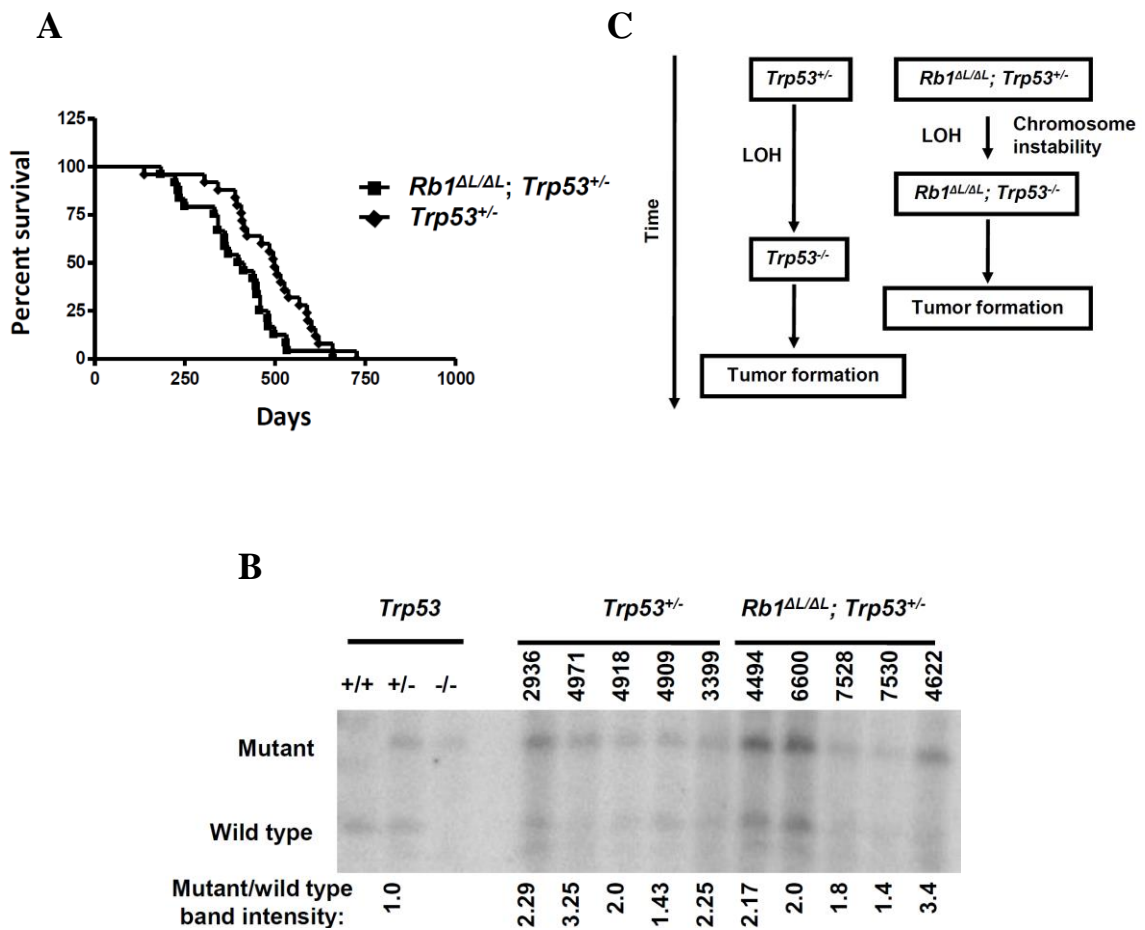 A
Percent survival
125
100
75
50
25
0
0 250 500 750 1000
Days
Rb1ΔL/ΔL; Trp53+/-
Trp53+/-
C
Time
Trp53+/-
LOH
Trp53-/-
Tumor formation
Rb1ΔL/ΔL; Trp53+/-
LOH
Chromosome
instability
Rb1ΔL/ΔL; Trp53-/-
Tumor formation
B
Trp53 Trp53+/- Rb1ΔL/ΔL; Trp53+/-
+/+ +/- -/- 2936 4971 4918 4909 3399 4494 6600 7528 7530 4622
Mutant
Wild type
Mutant/wild type
band intensity:
1.0 2.29 3.25 2.0 1.43 2.25 2.17 2.0 1.8 1.4 3.4